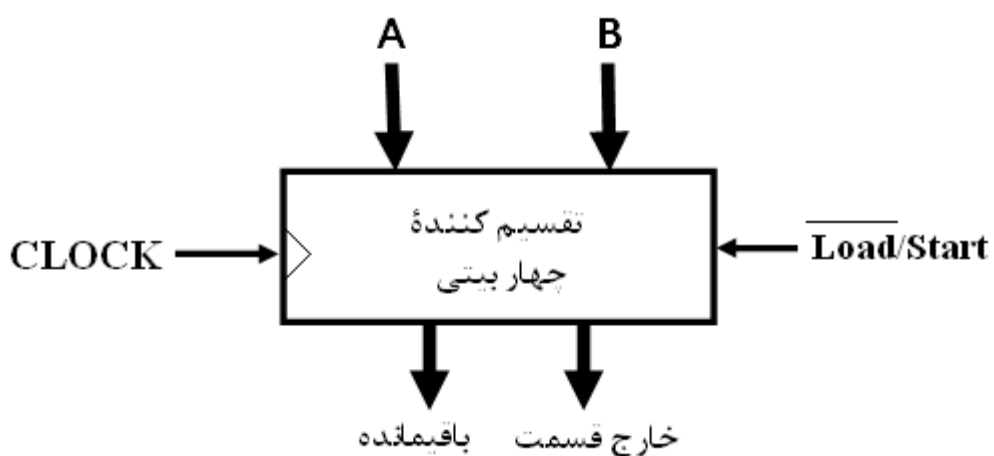 A
B
تقسیم کنندهٔ
چهار بیتی
CLOCK
Load/Start
باقیمانده
خارج قسمت